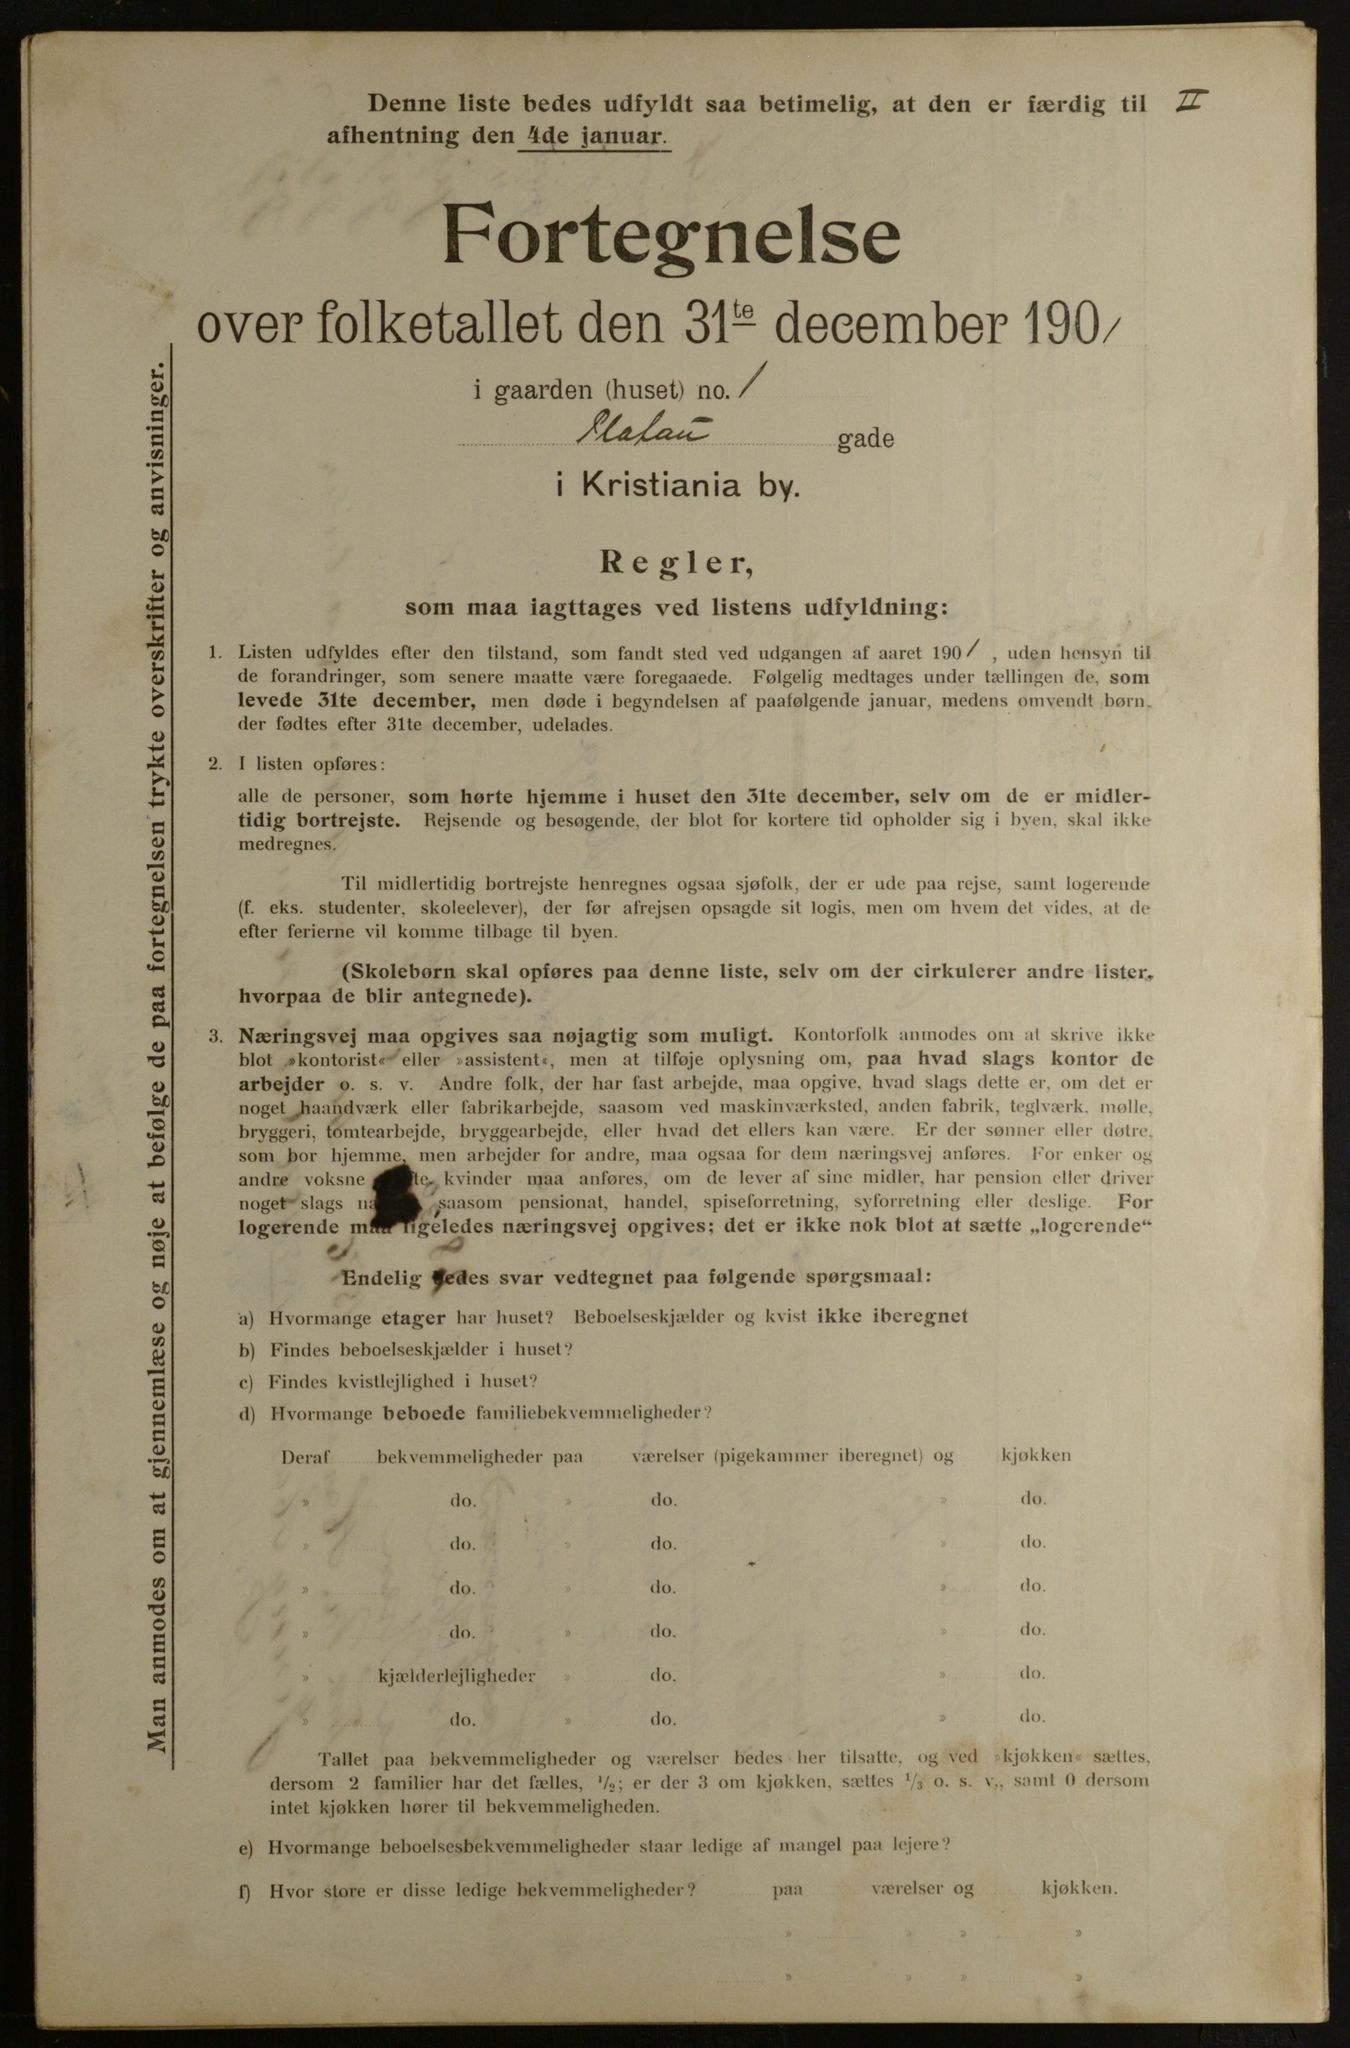 Denne liste bedes udfyldt saa betimelig, at den er færdig til II
afhentning den 4de januar.
Fortegnelse
over folketallet den 31te december 1901
i gaarden (huset) no. 1
Platau gade
i Kristiania by.
Regler,
som maa iagttages ved listens udfyldning:
1. Listen udfyldes efter den tilstand, som fandt sted ved udgangen af aaret 1901, uden hensyn til
de forandringer, som senere maatte være foregaaede. Følgelig medtages under tællingen de, som
levede 31te december, men døde i begyndelsen af paafølgende januar, medens omvendt børn,
der fødtes efter 31te december, udelades.
2. I listen opføres:
alle de personer, som hørte hjemme i huset den 31te december, selv om de er midler-
tidig bortrejste. Rejsende og besøgende, der blot for kortere tid opholder sig i byen, skal ikke
medregnes.
Til midlertidig bortrejste henregnes ogsaa sjøfolk, der er ude paa rejse, samt logerende
(f. eks. studenter, skoleelever), der før afrejsen opsagde sit logis, men om hvem det vides, at de
efter ferierne vil komme tilbage til byen.
(Skolebørn skal opføres paa denne liste, selv om der cirkulerer andre lister,
hvorpaa de blir antegnede).
3. Næringsvej maa opgives saa nøjagtig som muligt. Kontorfolk anmodes om at skrive ikke
blot »kontorist« eller »assistent«, men at tilføje oplysning om, paa hvad slags kontor de
arbejder o. s. v. Andre folk, der har fast arbejde, maa opgive, hvad slags dette er, om det er
noget haandværk eller fabrikarbejde, saasom ved maskinværksted, anden fabrik, teglværk, mølle,
bryggeri, tomtearbejde, bryggearbejde, eller hvad det ellers kan være. Er der sønner eller døtre,
som bor hjemme, men arbejder for andre, maa ogsaa for dem næringsvej anføres. For enker og
andre voksne kvinder maa anføres, om de lever af sine midler, har pension eller driver
noget slags saasom pensionat, handel, spiseforretning, syforretning eller deslige. For
logerende maa ligeledes næringsvej opgives; det er ikke nok blot at sætte „logerende“
Endelig bedes svar vedtegnet paa følgende spørgsmaal:
a) Hvormange etager har huset? Beboelseskjælder og kvist ikke iberegnet
b) Findes beboelseskjælder i huset?
c) Findes kvistlejlighed i huset?
d) Hvormange beboede familiebekvemmeligheder?
Deraf bekvemmeligheder paa værelser (pigekammer iberegnet) og kjøkken
» do. » do. » do.
» do. » do. » do.
» do. » do. » do.
» do. » do. » do.
» kjælderlejligheder » do. » do.
» do. » do. » do.
Tallet paa bekvemmeligheder og værelser bedes her tilsatte, og ved »kjøkken« sættes,
dersom 2 familier har det fælles, 1/2; er der 3 om kjøkken, sættes 1/3 o. s. v., samt 0 dersom
intet kjøkken hører til bekvemmeligheden.
e) Hvormange beboelsesbekvemmeligheder staar ledige af mangel paa lejere?
f) Hvor store er disse ledige bekvemmeligheder? paa værelser og kjøkken.
» » » »
» » » »
Man anmodes om at gjennemlæse og nøje at befølge de paa fortegnelsen trykte overskrifter og anvisninger.